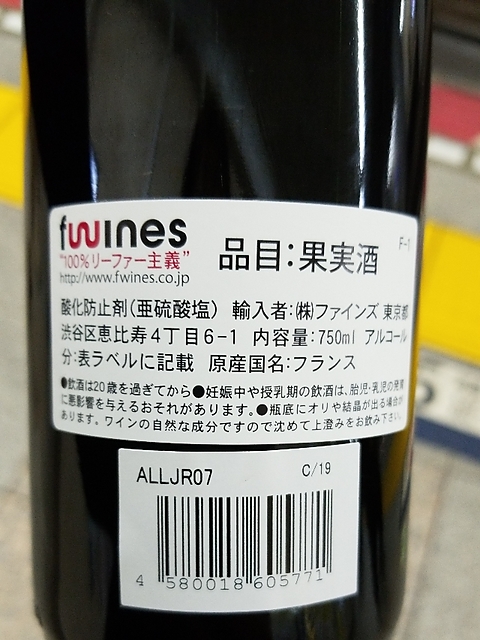 fwines
"100%リーファー主義"
http://www.fwines.co.jp
品目:果実酒
F-1
酸化防止剤(亜硫酸塩) 輸入者:㈱ファインズ 東京都
渋谷区恵比寿4丁目6-1 内容量:750ml アルコール
分:表ラベルに記載 原産国名:フランス
●飲酒は20歳を過ぎてから●妊娠中や授乳期の飲酒は、胎児・乳児の発育
に悪影響を与えるおそれがあります。●瓶底にオリや結晶が出る場合が
あります。ワインの自然な成分ですので沈めて上澄みをお飲み下さい。
ALLJR07 C/19
4 580018 605771